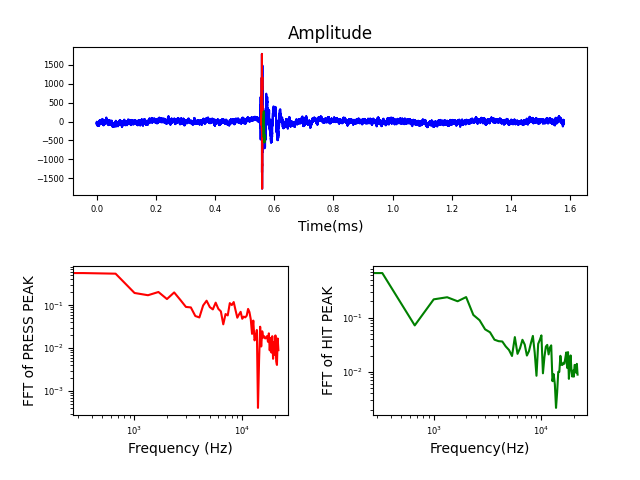 Amplitude
1500
1000
500
0
−500
−1000
−1500
0.0 0.2 0.4 0.6 0.8 1.0 1.2 1.4 1.6
Time(ms)
FFT of PRESS PEAK
10⁻¹
10⁻²
10⁻³
10³ 10⁴
Frequency (Hz)
FFT of HIT PEAK
10⁻¹
10⁻²
10³ 10⁴
Frequency(Hz)